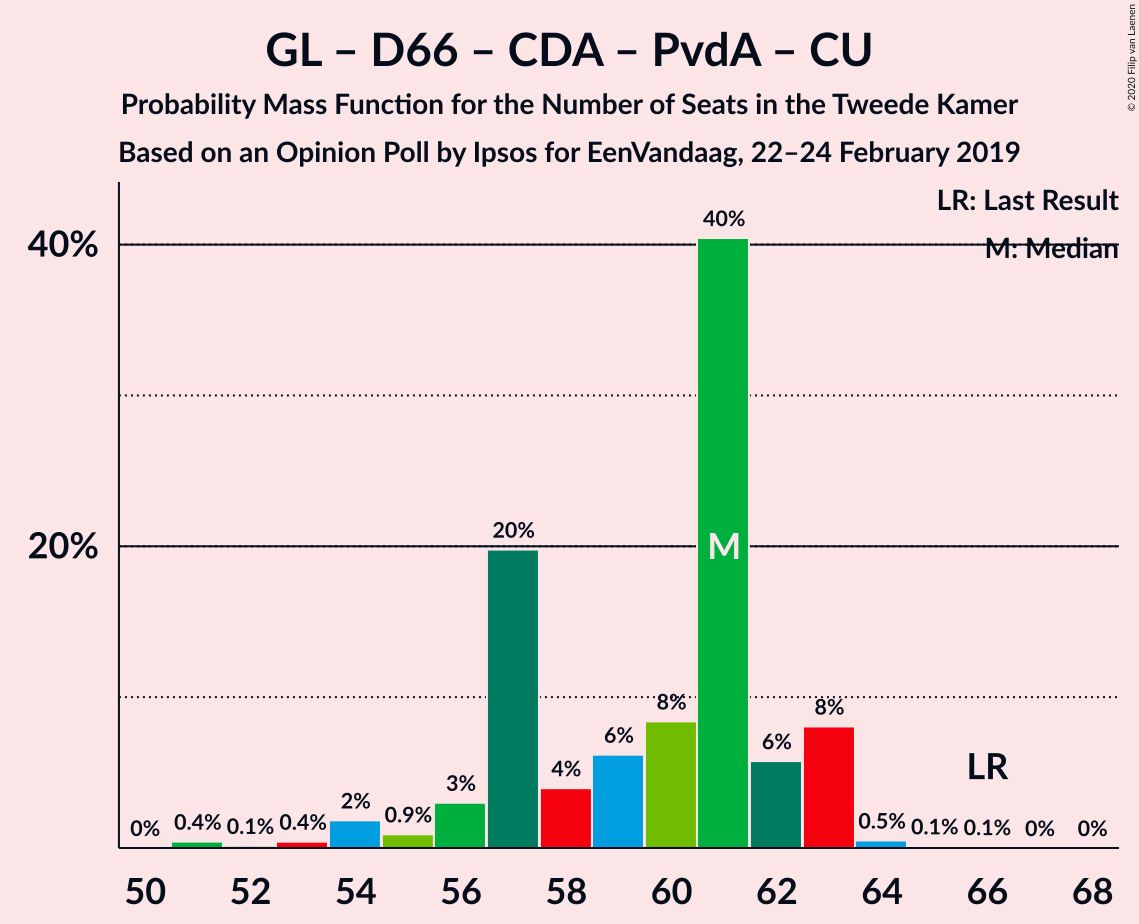 GL – D66 – CDA – PvdA – CU
Probability Mass Function for the Number of Seats in the Tweede Kamer
Based on an Opinion Poll by Ipsos for EenVandaag, 22–24 February 2019
© 2020 Filip van Laenen
LR: Last Result
M: Median
40%
20%
0%
0.4%
0.1%
0.4%
2%
0.9%
3%
20%
4%
6%
8%
40%
M
6%
8%
0.5%
0.1%
0.1%
LR
0%
0%
50 52 54 56 58 60 62 64 66 68